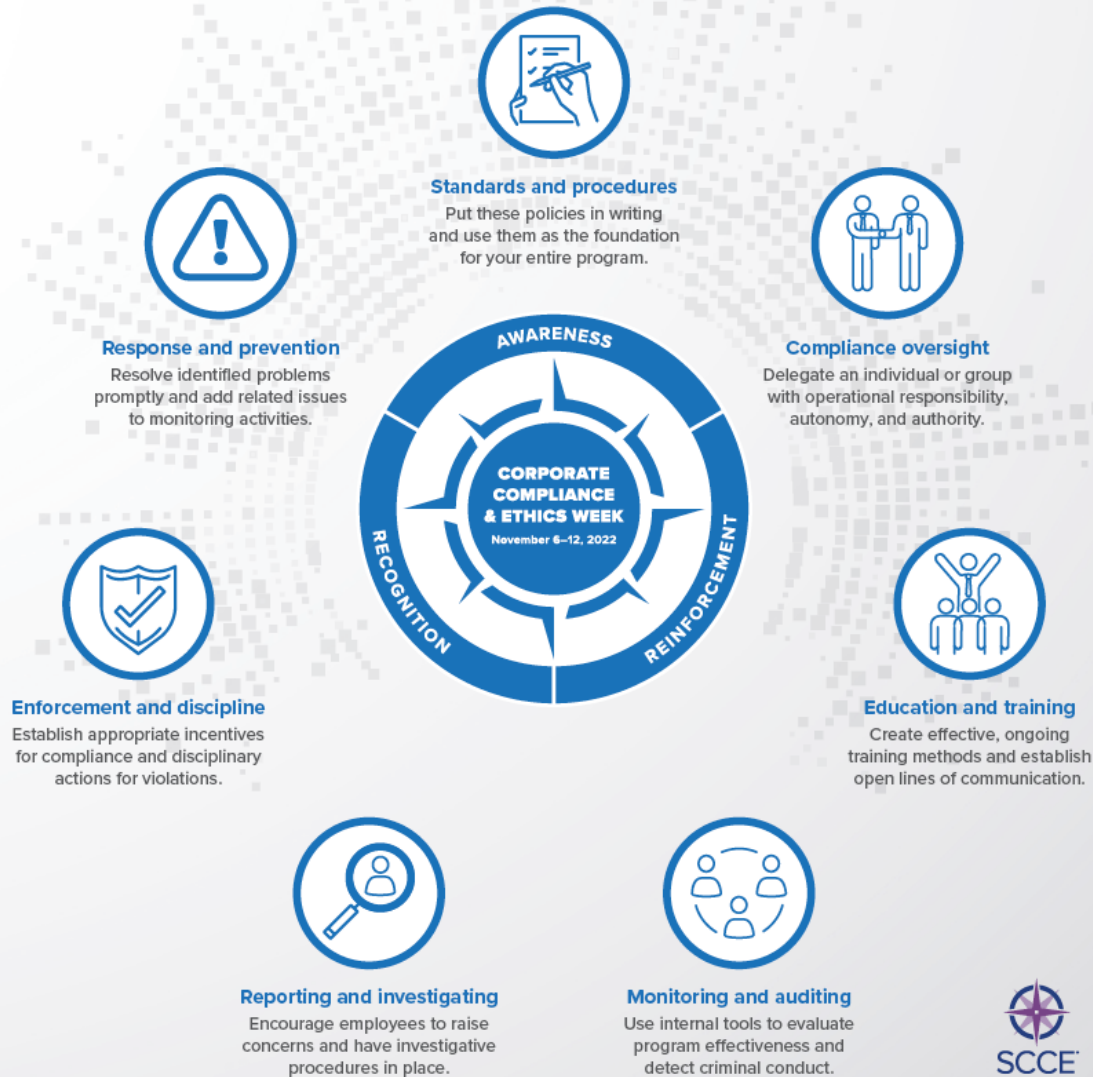 Standards and procedures
Put these policies in writing
and use them as the foundation
for your entire program.
Response and prevention
Resolve identified problems
promptly and add related issues
to monitoring activities.
Compliance oversight
Delegate an individual or group
with operational responsibility,
autonomy, and authority.
AWARENESS
RECOGNITION
REINFORCEMENT
CORPORATE
COMPLIANCE
& ETHICS WEEK
November 6–12, 2022
Enforcement and discipline
Establish appropriate incentives
for compliance and disciplinary
actions for violations.
Education and training
Create effective, ongoing
training methods and establish
open lines of communication.
Reporting and investigating
Encourage employees to raise
concerns and have investigative
procedures in place.
Monitoring and auditing
Use internal tools to evaluate
program effectiveness and
detect criminal conduct.
SCCE